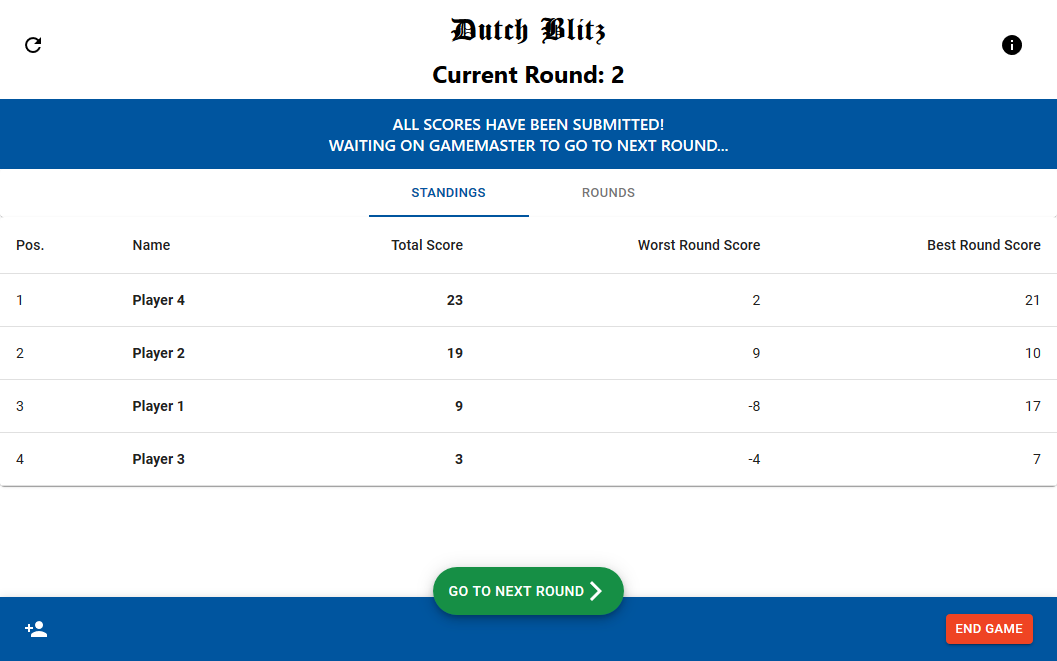 Dutch Blitz
Current Round: 2
ALL SCORES HAVE BEEN SUBMITTED!
WAITING ON GAMEMASTER TO GO TO NEXT ROUND...
STANDINGS ROUNDS
Pos. Name Total Score Worst Round Score Best Round Score
1 Player 4 23 2 21
2 Player 2 19 9 10
3 Player 1 9 -8 17
4 Player 3 3 -4 7
GO TO NEXT ROUND
END GAME